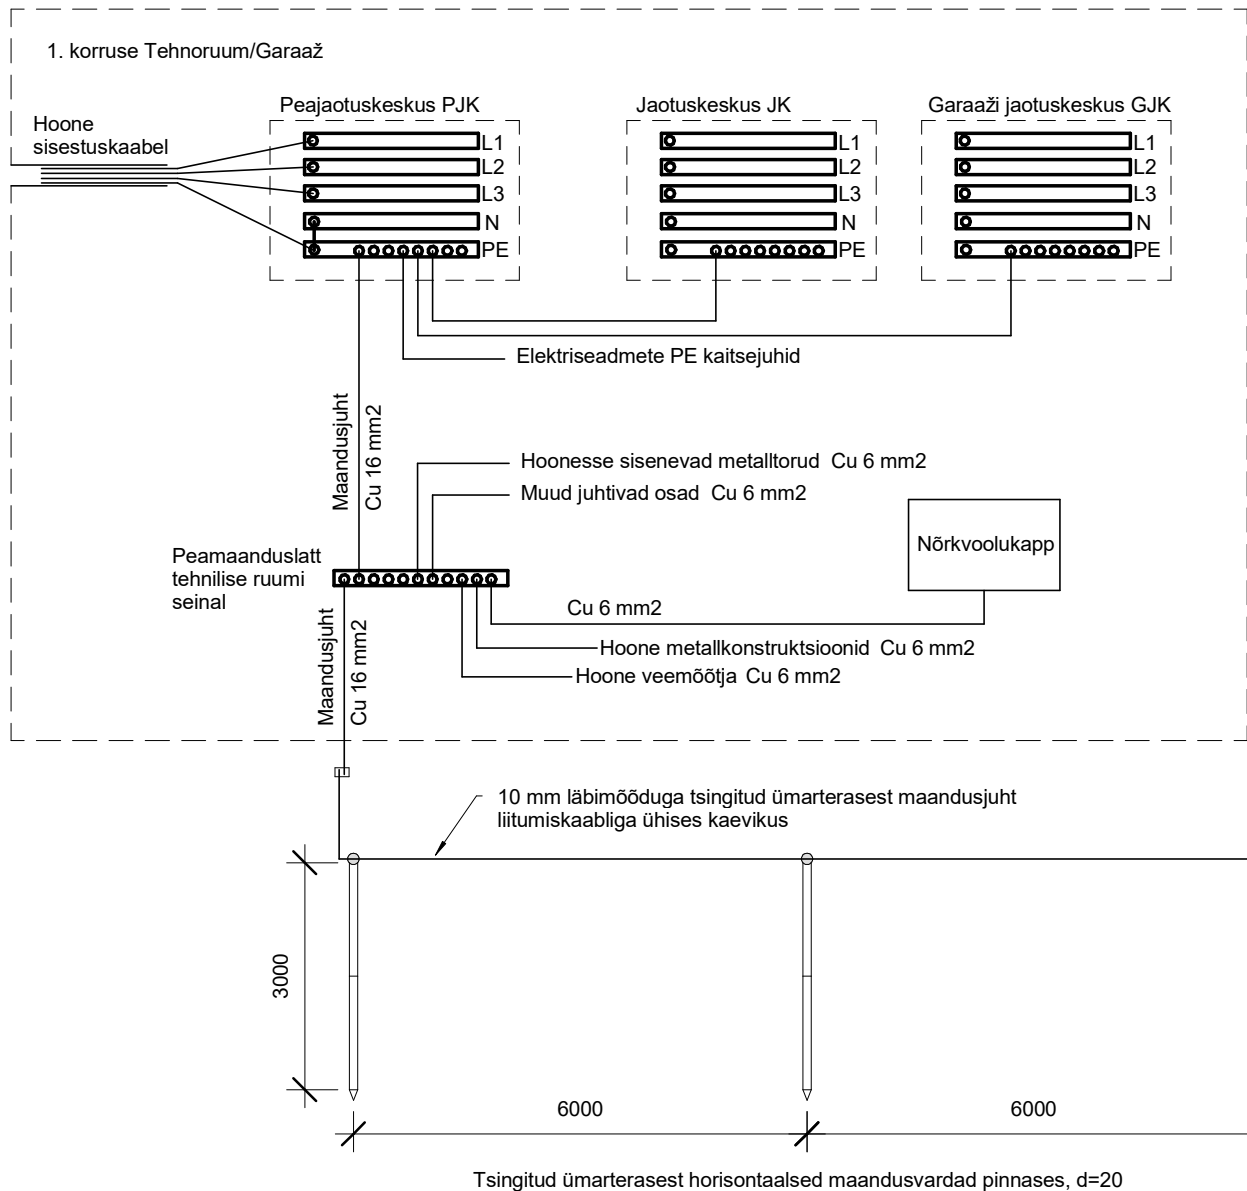 1. korruse Tehnoruum/Garaaž
Hoone
sisestuskaabel
Peajaotuskeskus PJK
L1
L2
L3
N
PE
Jaotuskeskus JK
L1
L2
L3
N
PE
Garaaži jaotuskeskus GJK
L1
L2
L3
N
PE
Elektriseadmete PE kaitsejuhid
Maandusjuht
Cu 16 mm2
Hoonesse sisenevad metalltorud Cu 6 mm2
Muud juhtivad osad Cu 6 mm2
Nõrkvoolukapp
Peamaanduslatt
tehnilise ruumi
seinal
Cu 6 mm2
Hoone metallkonstruktsioonid Cu 6 mm2
Hoone veemõõtja Cu 6 mm2
Maandusjuht
Cu 16 mm2
10 mm läbimõõduga tsingitud ümarterasest maandusjuht
liitumiskaabliga ühises kaevikus
3000
6000
6000
Tsingitud ümarterasest horisontaalsed maandusvardad pinnases, d=20